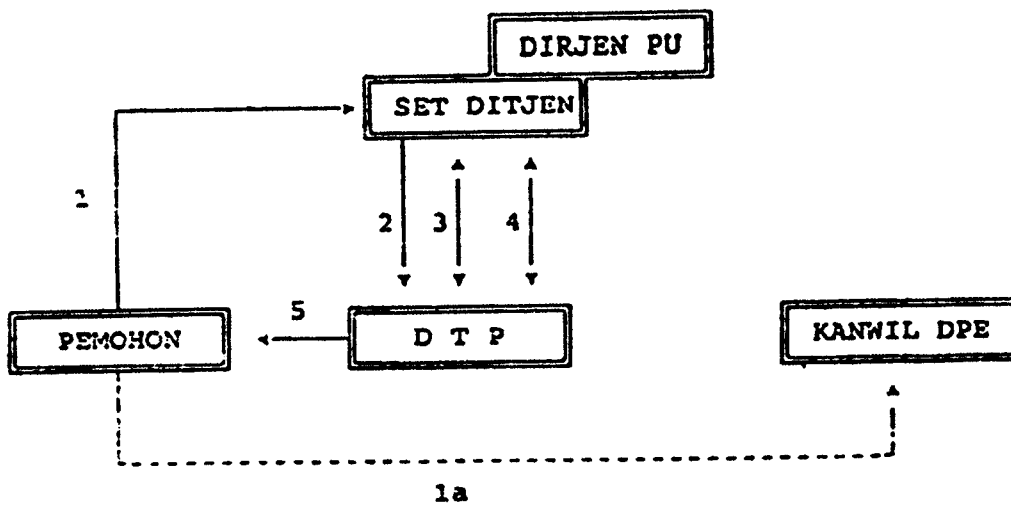 DIRJEN PU
SET DITJEN
2 3 4
5
PEMOHON
D T P
KANWIL DPE
1a